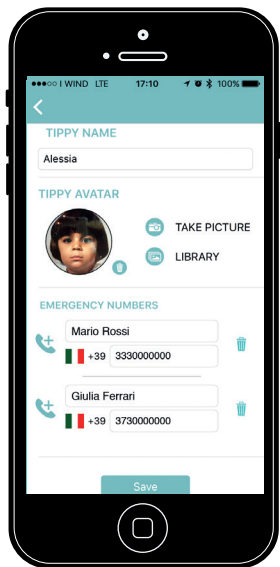 I WIND LTE 17:10 100%
TIPPY NAME
Alessia
TIPPY AVATAR
TAKE PICTURE
LIBRARY
EMERGENCY NUMBERS
Mario Rossi
+39 3330000000
Giulia Ferrari
+39 3730000000
Save